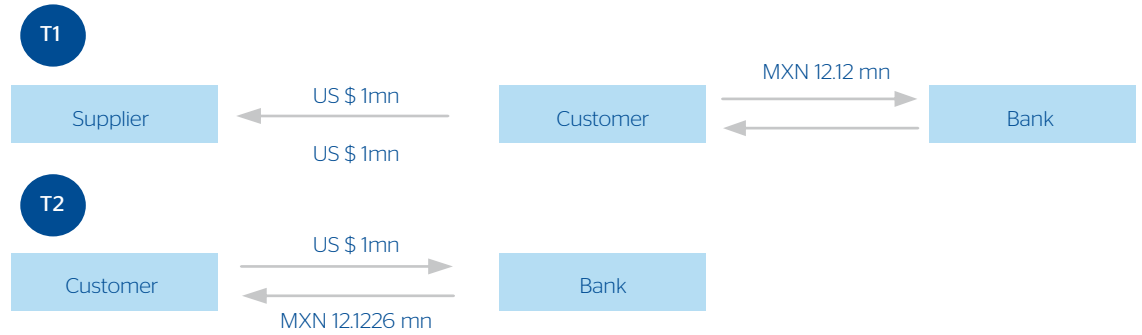 T1
MXN 12.12 mn
US $ 1mn
Supplier
Customer
Bank
US $ 1mn
T2
US $ 1mn
Customer
Bank
MXN 12.1226 mn